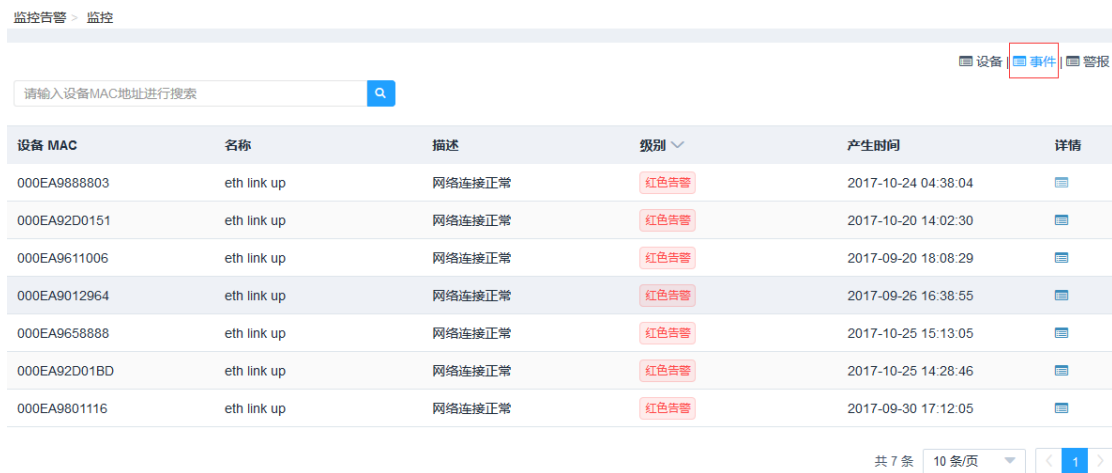 监控告警 > 监控
设备 | 事件 | 警报
请输入设备MAC地址进行搜索
设备 MAC 名称 描述 级别 产生时间 详情
000EA9888803 eth link up 网络连接正常 红色告警 2017-10-24 04:38:04
000EA92D0151 eth link up 网络连接正常 红色告警 2017-10-20 14:02:30
000EA9611006 eth link up 网络连接正常 红色告警 2017-09-20 18:08:29
000EA9012964 eth link up 网络连接正常 红色告警 2017-09-26 16:38:55
000EA9658888 eth link up 网络连接正常 红色告警 2017-10-25 15:13:05
000EA92D01BD eth link up 网络连接正常 红色告警 2017-10-25 14:28:46
000EA9801116 eth link up 网络连接正常 红色告警 2017-09-30 17:12:05
共 7 条 10 条/页 < 1 >